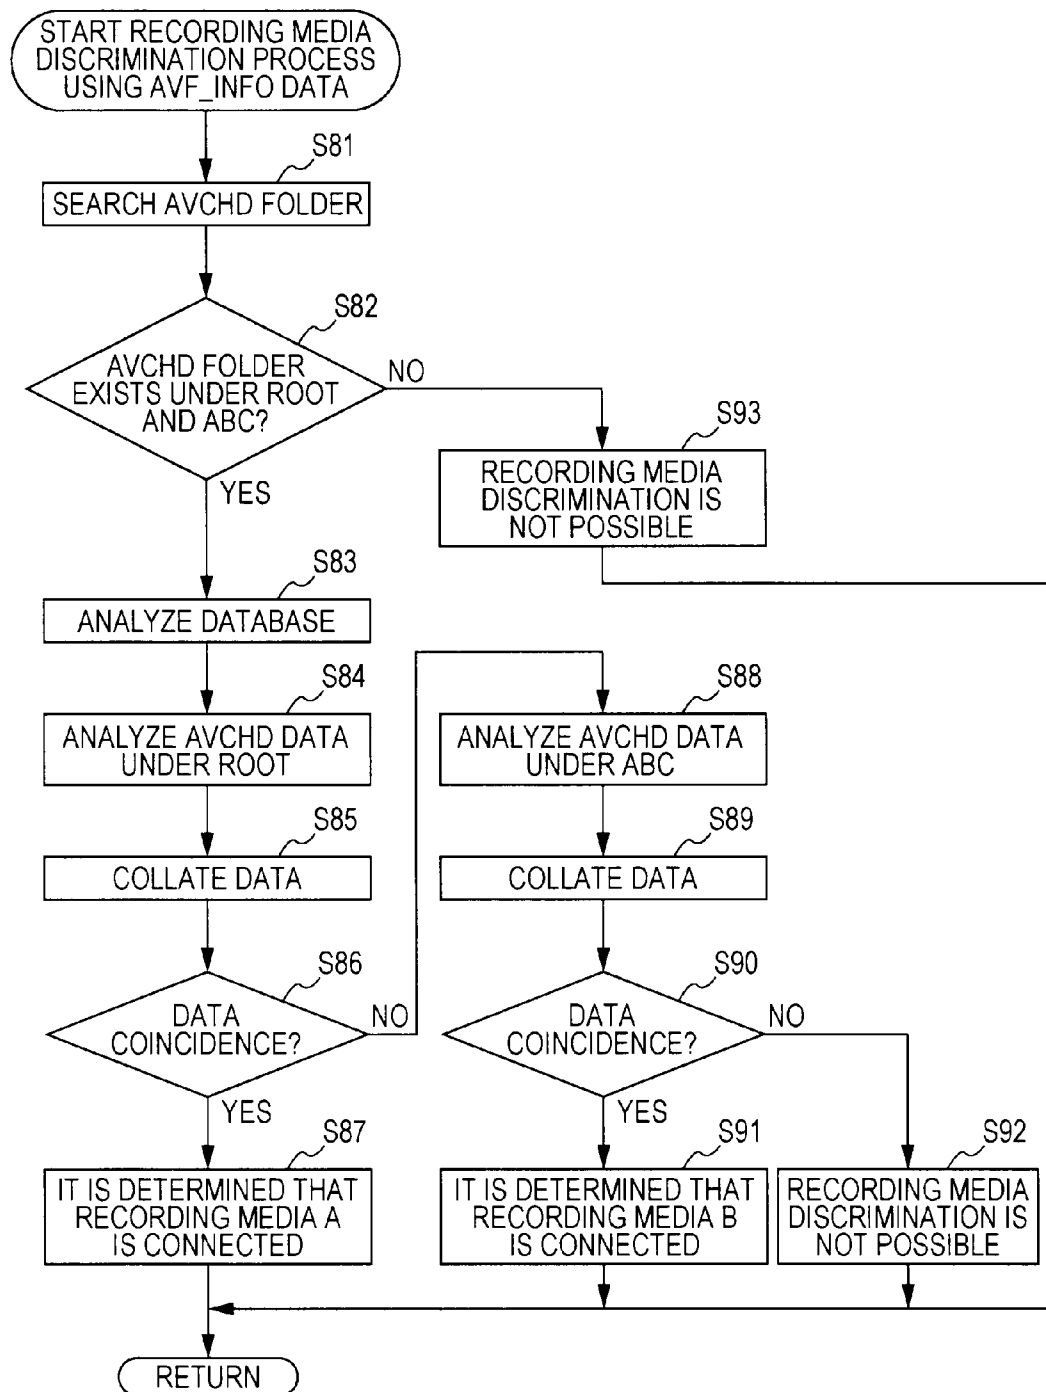 START RECORDING MEDIA
DISCRIMINATION PROCESS
USING AVF_INFO DATA
S81
SEARCH AVCHD FOLDER
S82
AVCHD FOLDER
EXISTS UNDER ROOT
AND ABC?
NO
YES
S93
RECORDING MEDIA
DISCRIMINATION IS
NOT POSSIBLE
S83
ANALYZE DATABASE
S84
ANALYZE AVCHD DATA
UNDER ROOT
S85
COLLATE DATA
S86
DATA
COINCIDENCE?
NO
YES
S87
IT IS DETERMINED THAT
RECORDING MEDIA A
IS CONNECTED
S88
ANALYZE AVCHD DATA
UNDER ABC
S89
COLLATE DATA
S90
DATA
COINCIDENCE?
NO
YES
S91
IT IS DETERMINED THAT
RECORDING MEDIA B
IS CONNECTED
S92
RECORDING MEDIA
DISCRIMINATION IS
NOT POSSIBLE
RETURN